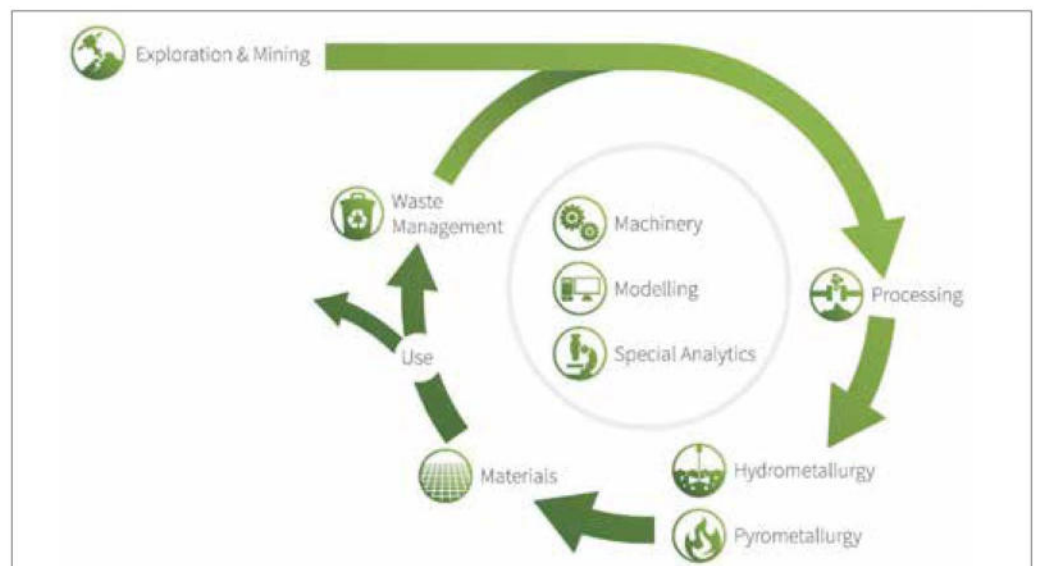 Exploration & Mining
Waste
Management
Machinery
Modelling
Processing
Special Analytics
Use
Hydrometallurgy
Materials
Pyrometallurgy